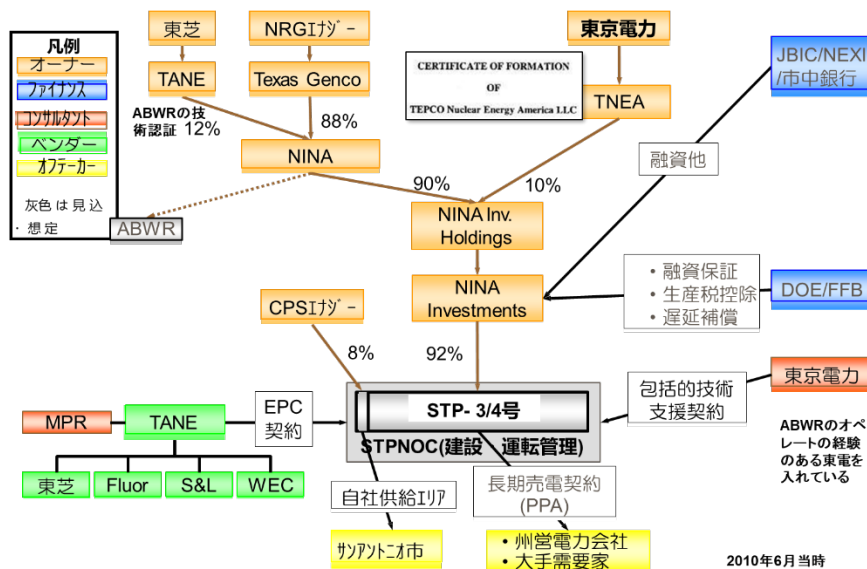 東芝
NRGｴﾅｼﾞｰ
東京電力
凡例
オーナー
ﾌｧｲﾅﾝｽ
ｺﾝｻﾙﾀﾝﾄ
ベンダー
ｵﾌﾃｰｶｰ
灰色は見込
・想定
TANE
Texas Genco
CERTIFICATE OF FORMATION
OF
TEPCO Nuclear Energy America LLC
TNEA
JBIC/NEXI
/市中銀行
ABWRの技
術認証
12%
88%
NINA
融資他
90%
10%
ABWR
NINA Inv.
Holdings
NINA
Investments
・融資保証
・生産税控除
・遅延補償
DOE/FFB
CPSｴﾅｼﾞｰ
8%
92%
MPR
TANE
EPC
契約
STP- 3/4号
STPNOC(建設・運転管理)
包括的技術
支援契約
東京電力
ABWRのオペ
レートの経験
のある東電を
入れている
東芝
Fluor
S&L
WEC
自社供給ｴﾘｱ
長期売電契約
(PPA)
ｻﾝｱﾝﾄﾆｵ市
・州営電力会社
・大手需要家
2010年6月当時